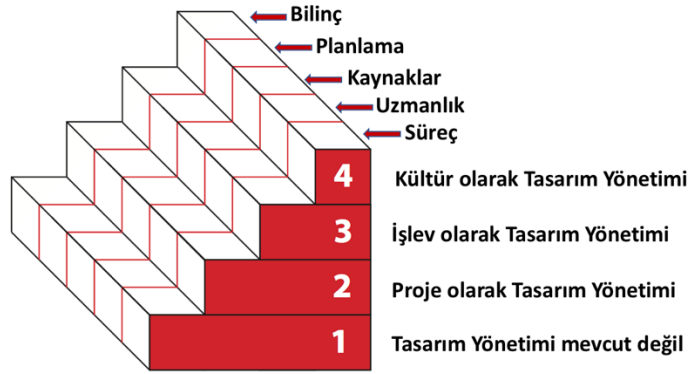 Bilinç
Planlama
Kaynaklar
Uzmanlık
Süreç
4 Kültür olarak Tasarım Yönetimi
3 İşlev olarak Tasarım Yönetimi
2 Proje olarak Tasarım Yönetimi
1 Tasarım Yönetimi mevcut değil